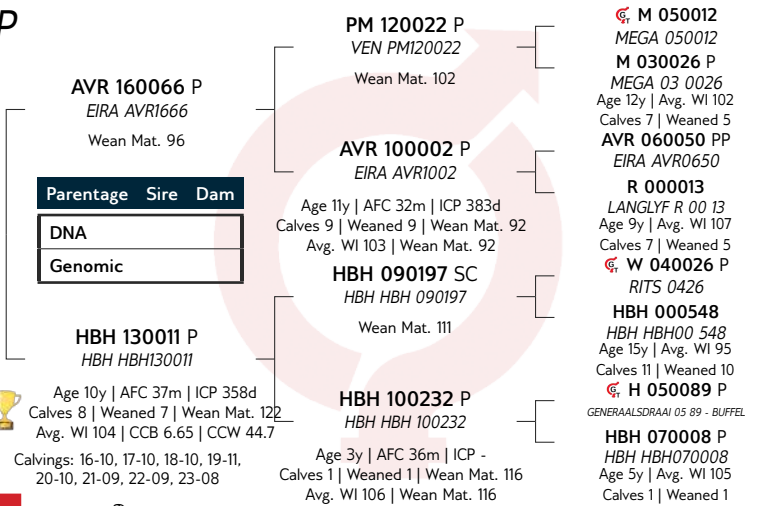 P
PM 120022 P
VEN PM120022
Wean Mat. 102
M 050012
MEGA 050012
M 030026 P
MEGA 03 0026
Age 12y | Avg. WI 102
Calves 7 | Weaned 5
AVR 160066 P
EIRA AVR1666
Wean Mat. 96
AVR 100002 P
EIRA AVR1002
Age 11y | AFC 32m | ICP 383d
Calves 9 | Weaned 9 | Wean Mat. 92
Avg. WI 103 | Wean Mat. 92
AVR 060050 PP
EIRA AVR0650
R 000013
LANGLYF R 00 13
Age 9y | Avg. WI 107
Calves 7 | Weaned 5
Parentage Sire Dam
DNA
Genomic
HBH 090197 SC
HBH HBH 090197
Wean Mat. 111
W 040026 P
RITS 0426
HBH 000548
HBH HBH00 548
Age 15y | Avg. WI 95
Calves 11 | Weaned 10
HBH 130011 P
HBH HBH130011
Age 10y | AFC 37m | ICP 358d
Calves 8 | Weaned 7 | Wean Mat. 122
Avg. WI 104 | CCB 6.65 | CCW 44.7
Calvings: 16-10, 17-10, 18-10, 19-11,
20-10, 21-09, 22-09, 23-08
HBH 100232 P
HBH HBH 100232
Age 3y | AFC 36m | ICP -
Calves 1 | Weaned 1 | Wean Mat. 116
Avg. WI 106 | Wean Mat. 116
H 050089 P
GENERAALSDRAAI 05 89 - BUFFEL
HBH 070008 P
HBH HBH070008
Age 5y | Avg. WI 105
Calves 1 | Weaned 1